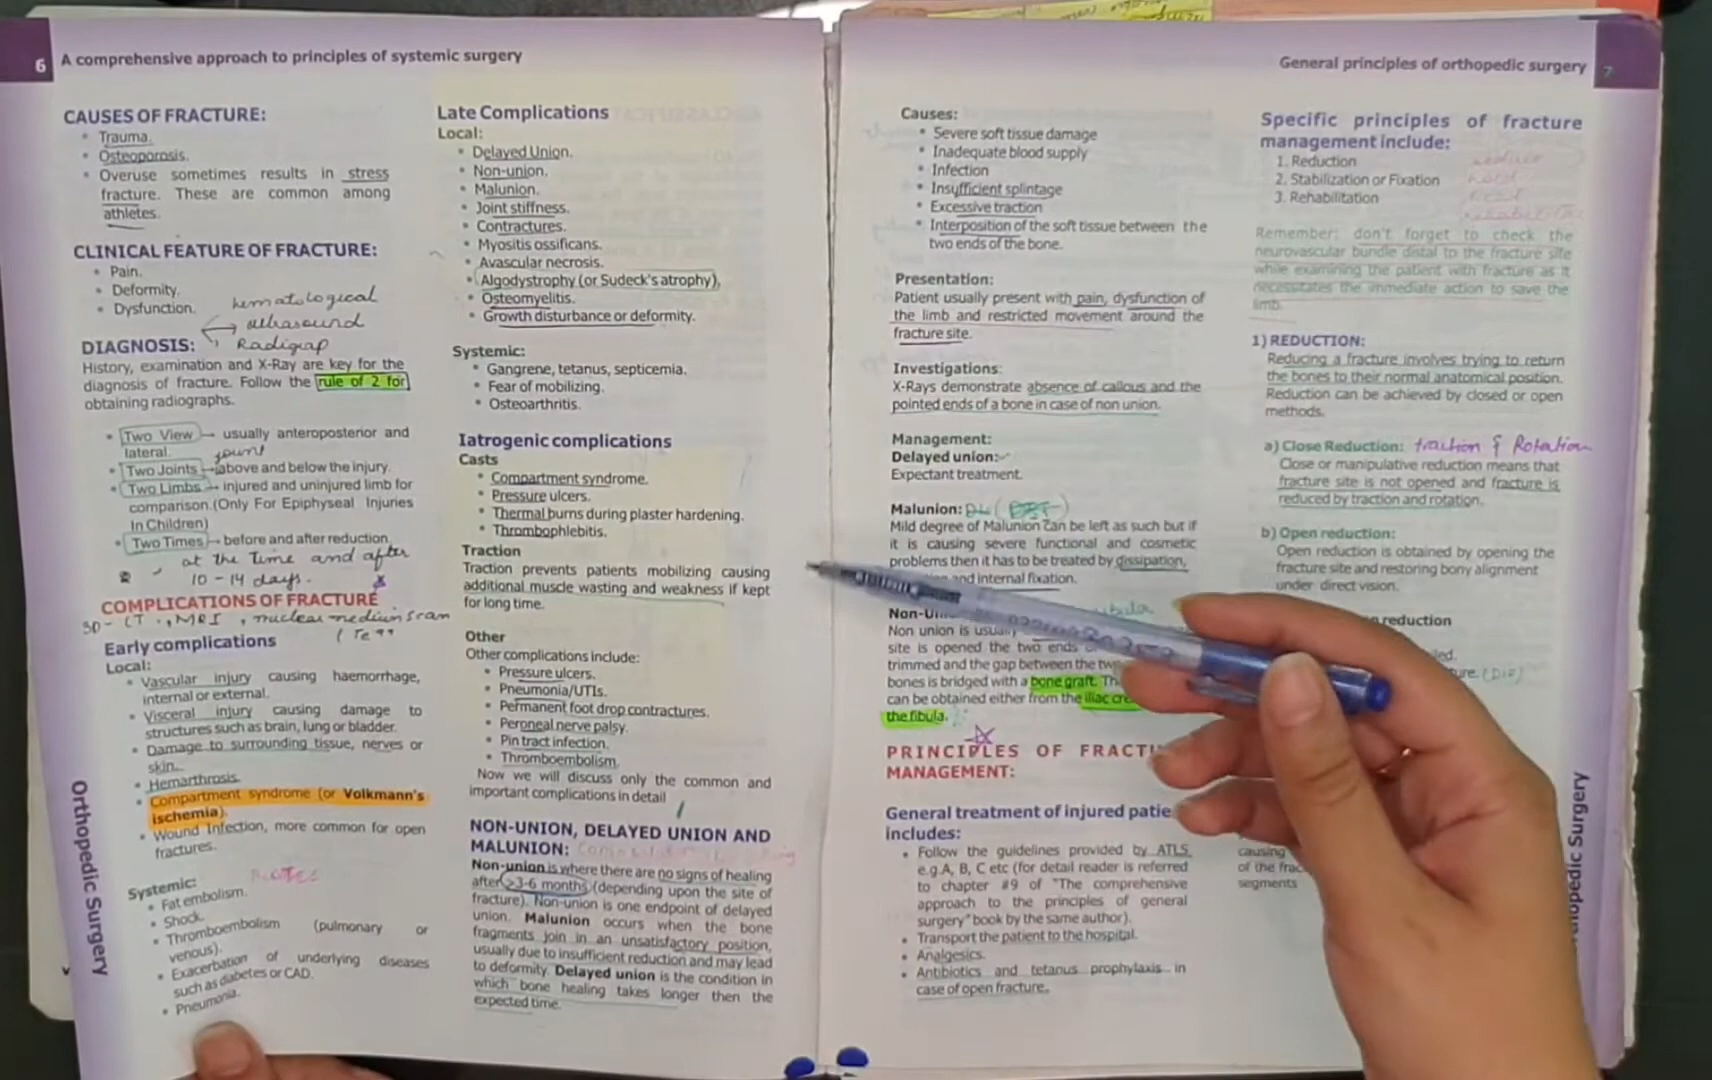 6 A comprehensive approach to principles of systemic surgery
CAUSES OF FRACTURE:
• Trauma.
• Osteoporosis.
• Overuse sometimes results in stress
fracture. These are common among
athletes.
CLINICAL FEATURE OF FRACTURE:
• Pain.
• Deformity.
• Dysfunction.
hematological
ultrasound
DIAGNOSIS:
History, examination and X-Ray are key for the
diagnosis of fracture. Follow the rule of 2 for
obtaining radiographs.
• Two View → usually anteroposterior and
lateral.
• Two Joints → above and below the injury.
• Two Limbs → injured and uninjured limb for
comparison.(Only For Epiphyseal Injuries
In Children)
• Two Times → before and after reduction.
at the time and after
10-14 days.
COMPLICATIONS OF FRACTURE
3D-CT, MRI, nuclear medium scan
Early complications
Local:
• Vascular injury causing haemorrhage,
internal or external.
• Visceral injury causing damage to
structures such as brain, lung or bladder.
• Damage to surrounding tissue, nerves or
skin.
• Hemarthrosis.
• Compartment syndrome (or Volkmann's
ischemia).
• Wound Infection, more common for open
fractures.
Systemic:
• Fat embolism.
• Shock.
• Thromboembolism (pulmonary or
venous).
• Exacerbation of underlying diseases
such as diabetes or CAD.
• Pneumonia.
Orthopedic Surgery
Late Complications
Local:
• Delayed Union.
• Non-union.
• Malunion.
• Joint stiffness.
• Contractures.
• Myositis ossificans.
• Avascular necrosis.
• Algodystrophy (or Sudeck's atrophy).
• Osteomyelitis.
• Growth disturbance or deformity.
Systemic:
• Gangrene, tetanus, septicemia.
• Fear of mobilizing.
• Osteoarthritis.
Iatrogenic complications
Casts
• Compartment syndrome.
• Pressure ulcers.
• Thermal burns during plaster hardening.
• Thrombophlebitis.
Traction
Traction prevents patients mobilizing causing
additional muscle wasting and weakness if kept
for long time.
Other
Other complications include:
• Pressure ulcers.
• Pneumonia/UTIs.
• Permanent foot drop contractures.
• Peroneal nerve palsy.
• Pin tract infection.
• Thromboembolism.
Now we will discuss only the common and
important complications in detail
NON-UNION, DELAYED UNION AND
MALUNION:
Non-union is where there are no signs of healing
after >3-6 months (depending upon the site of
fracture). Non-union is one endpoint of delayed
union. Malunion occurs when the bone
fragments join in an unsatisfactory position,
usually due to insufficient reduction and may lead
to deformity. Delayed union is the condition in
which bone healing takes longer then the
expected time.
General principles of orthopedic surgery 7
Causes:
• Severe soft tissue damage
• Inadequate blood supply
• Infection
• Insufficient splintage
• Excessive traction
• Interposition of the soft tissue between the
two ends of the bone.
Presentation:
Patient usually present with pain, dysfunction of
the limb and restricted movement around the
fracture site.
Investigations:
X-Rays demonstrate absence of callous and the
pointed ends of a bone in case of non union.
Management:
Delayed union:
Expectant treatment.
Malunion:
Mild degree of Malunion can be left as such but if
it is causing severe functional and cosmetic
problems then it has to be treated by dissipation,
and internal fixation.
Non union is usually
site is opened the two ends
trimmed and the gap between the
bones is bridged with a bone graft.
can be obtained either from the iliac
the fibula.
PRINCIPLES OF
MANAGEMENT:
General treatment of injured
includes:
• Follow the guidelines provided by ATLS,
e.g.A, B, C etc (for detail reader is referred
to chapter #9 of "The comprehensive
approach to the principles of general
surgery" book by the same author).
• Transport the patient to the hospital.
• Analgesics.
• Antibiotics and tetanus prophylaxis in
case of open fracture.
Specific principles of fracture
management include:
1. Reduction
2. Stabilization or Fixation
3. Rehabilitation
Remember: don't forget to check the
neurovascular bundle distal to the fracture site
while examining the patient with fracture as it
necessitates the immediate action to save the
limb.
1) REDUCTION:
Reducing a fracture involves trying to return
the bones to their normal anatomical position.
Reduction can be achieved by closed or open
methods.
a) Close Reduction: traction & Rotation
Close or manipulative reduction means that
fracture site is not opened and fracture is
reduced by traction and rotation.
b) Open reduction:
Open reduction is obtained by opening the
fracture site and restoring bony alignment
under direct vision.
reduction
causing
of the
segments
Surgery